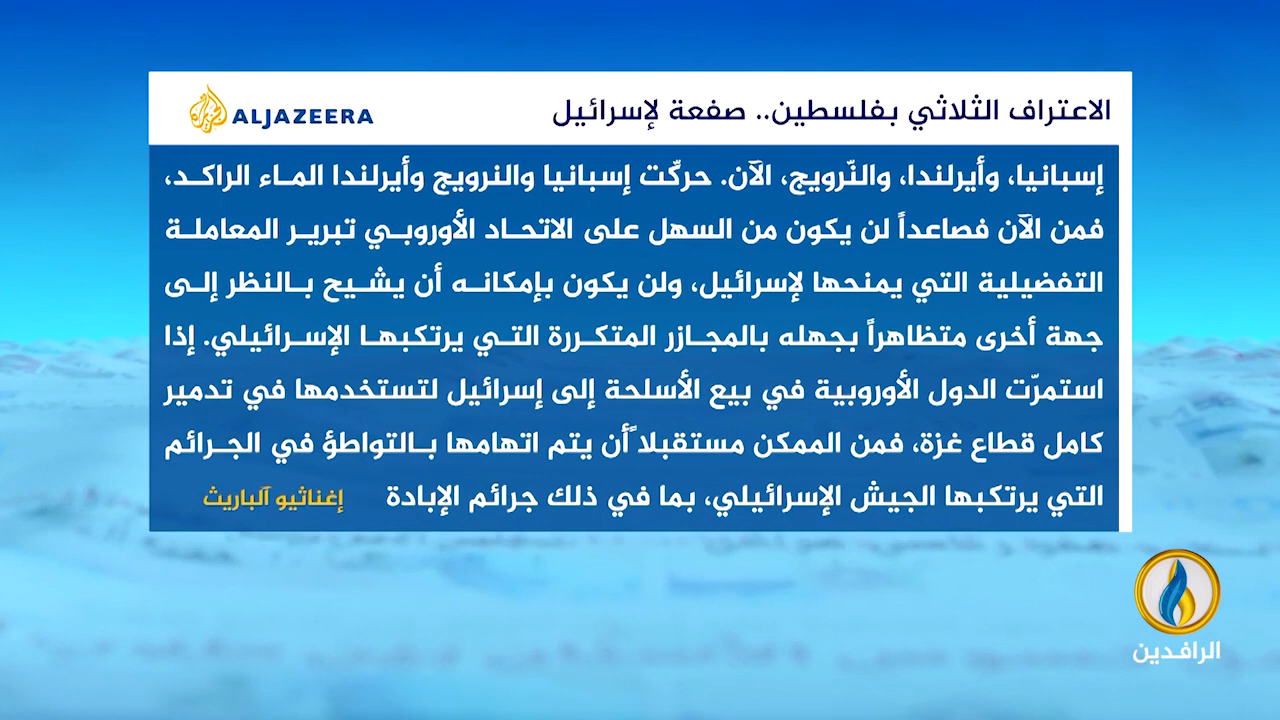 ALJAZEERA
الاعتراف الثلاثي بفلسطين.. صفعة لإسرائيل
إسبانيا، وأيرلندا، والنّرويج، الآن. حركّت إسبانيا والنرويج وأيرلندا الماء الراكد،
فمن الآن فصاعداً لن يكون من السهل على الاتحاد الأوروبي تبرير المعاملة
التفضيلية التي يمنحها لإسرائيل، ولن يكون بإمكانه أن يشيح بالنظر إلى
جهة أخرى متظاهراً بجهله بالمجازر المتكررة التي يرتكبها الإسرائيلي. إذا
استمرّت الدول الأوروبية في بيع الأسلحة إلى إسرائيل لتستخدمها في تدمير
كامل قطاع غزة، فمن الممكن مستقبلاً أن يتم اتهامها بالتواطؤ في الجرائم
التي يرتكبها الجيش الإسرائيلي، بما في ذلك جرائم الإبادة
إغناثيو آلباريث
الرافدين